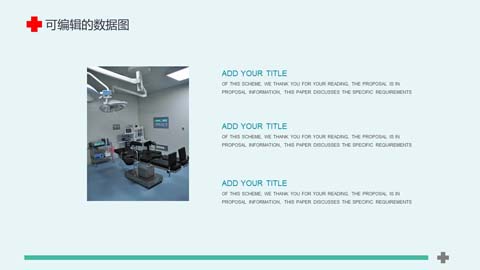 可编辑的数据图
ADD YOUR TITLE
OF THIS SCHEME, WE THANK YOU FOR YOUR READING, THE PROPOSAL IS IN
PROPOSAL INFORMATION, THIS PAPER DISCUSSES THE SPECIFIC REQUIREMENTS
ADD YOUR TITLE
OF THIS SCHEME, WE THANK YOU FOR YOUR READING, THE PROPOSAL IS IN
PROPOSAL INFORMATION, THIS PAPER DISCUSSES THE SPECIFIC REQUIREMENTS
ADD YOUR TITLE
OF THIS SCHEME, WE THANK YOU FOR YOUR READING, THE PROPOSAL IS IN
PROPOSAL INFORMATION, THIS PAPER DISCUSSES THE SPECIFIC REQUIREMENTS